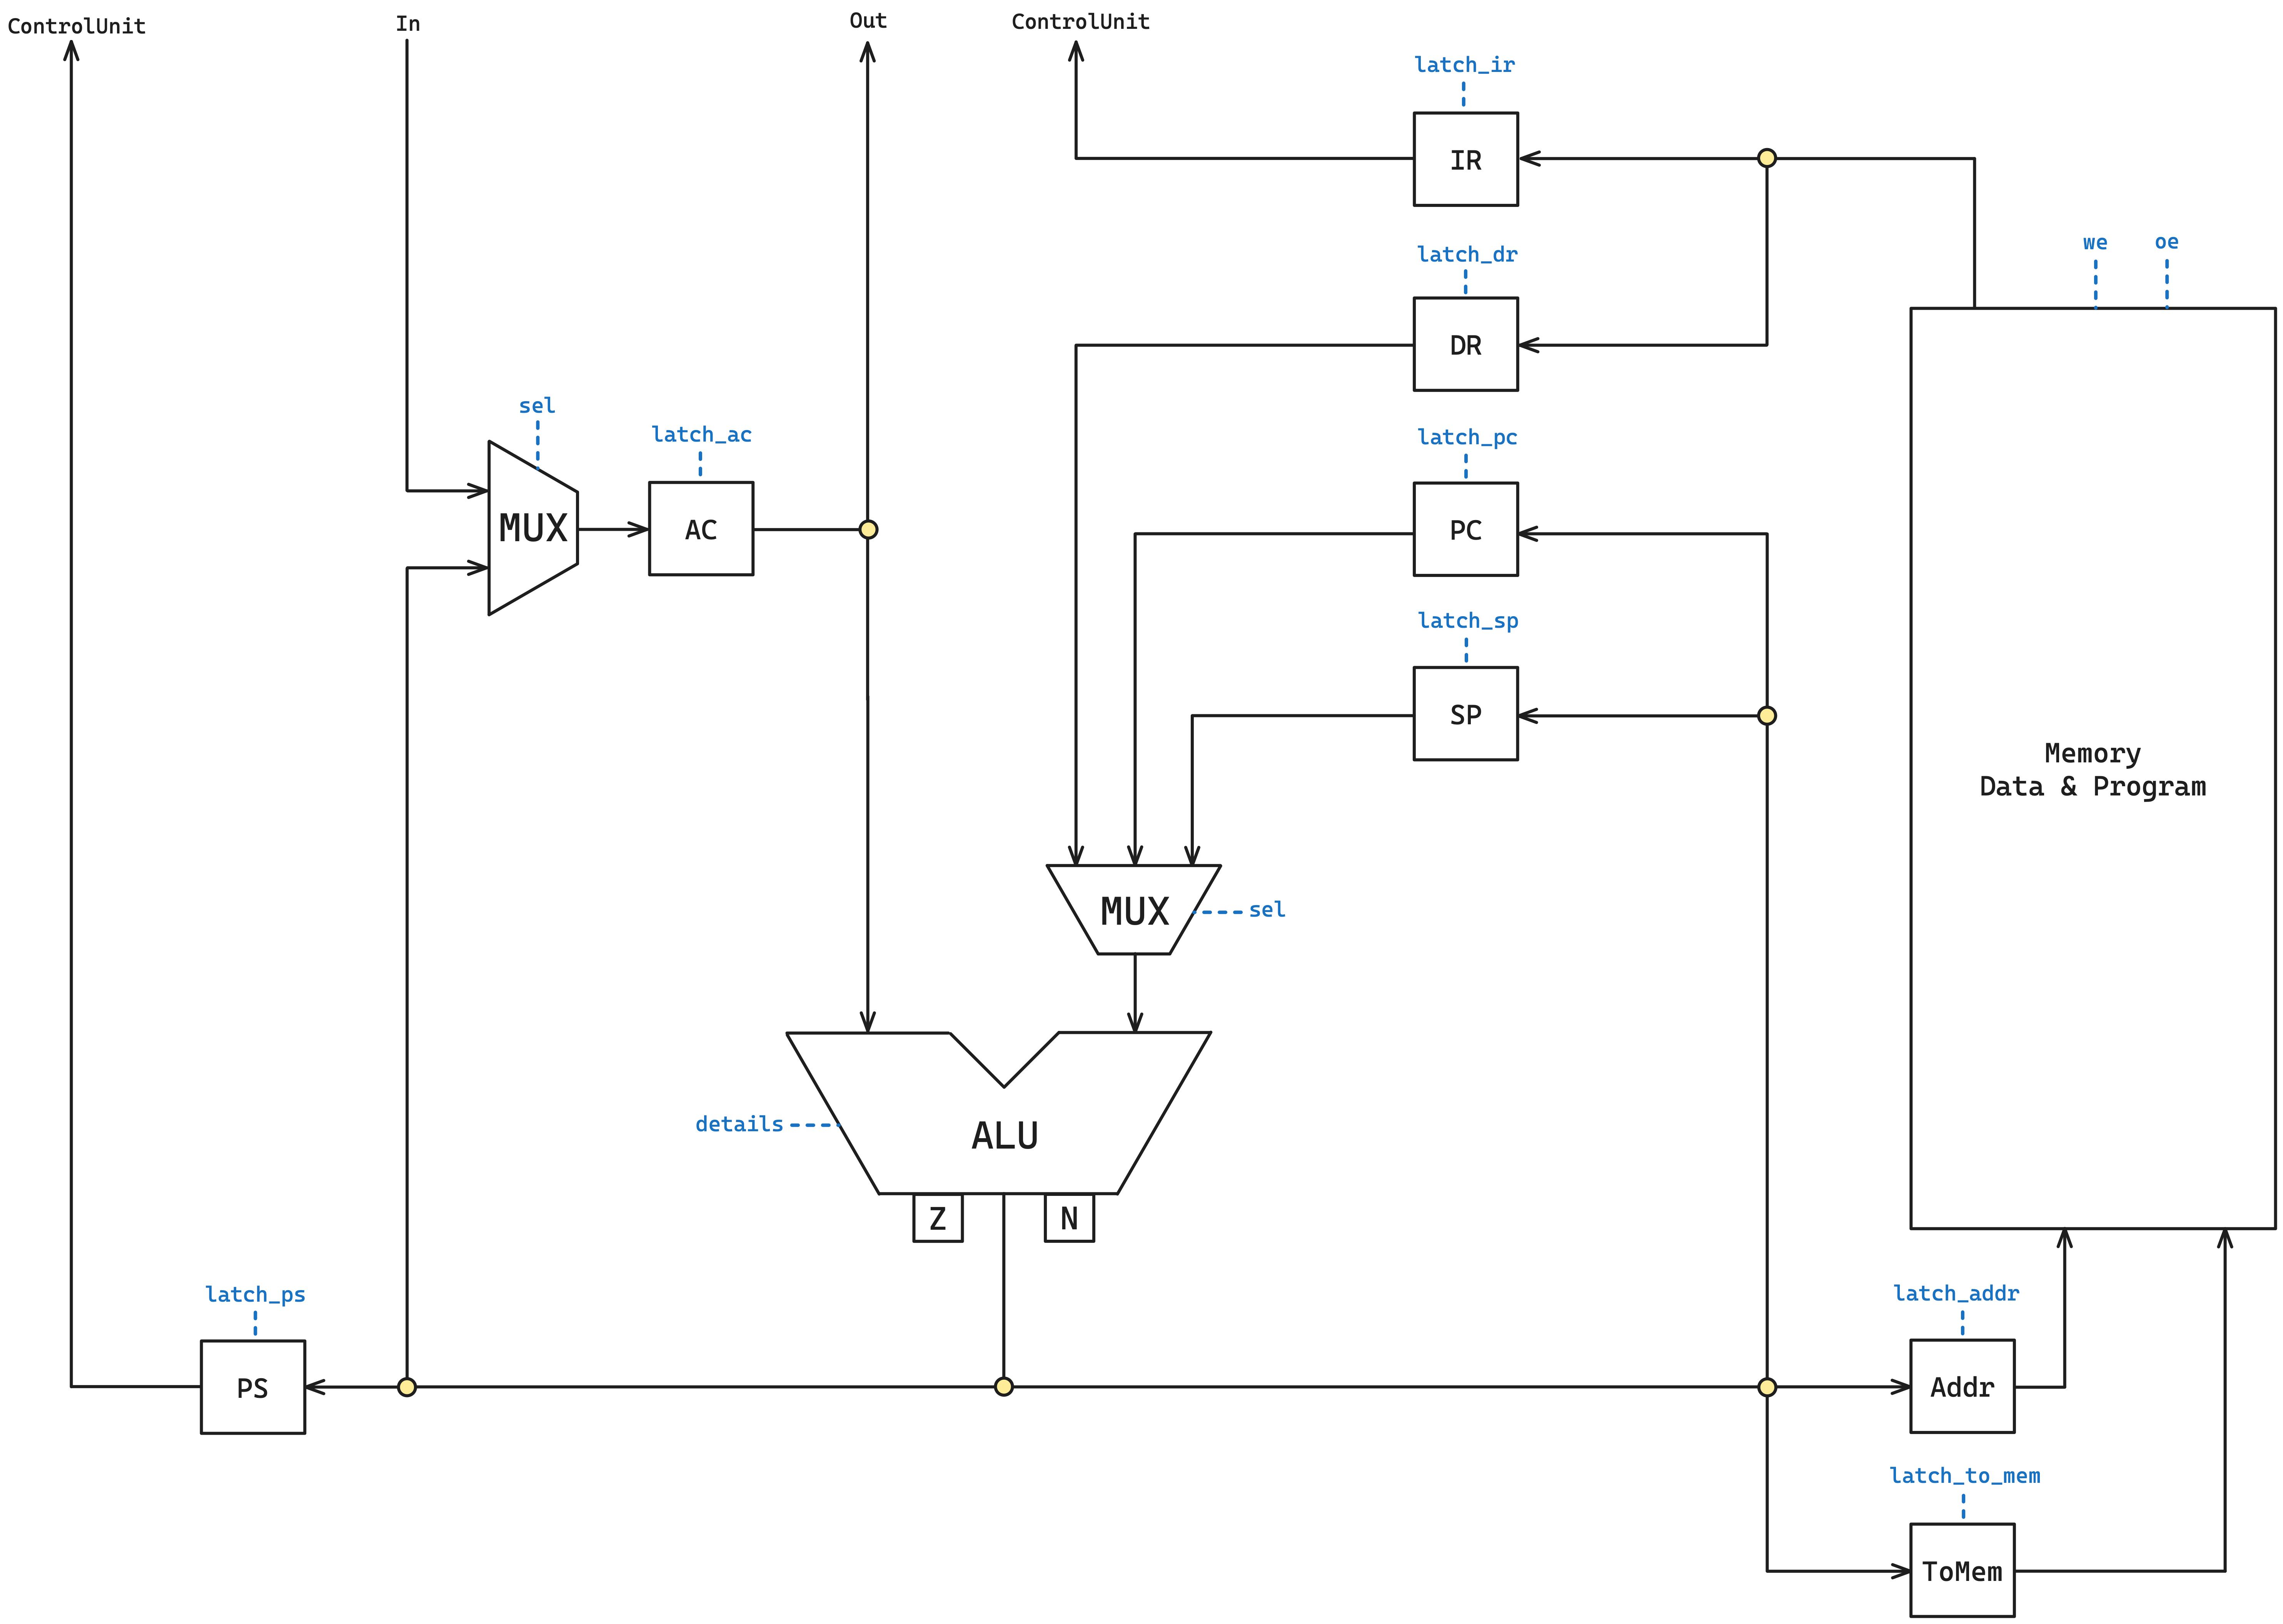 ControlUnit
In
Out
ControlUnit
latch_ir
IR
we
oe
latch_dr
DR
sel
latch_ac
latch_pc
MUX
AC
PC
latch_sp
SP
Memory
Data & Program
MUX
sel
details
ALU
Z
N
latch_ps
latch_addr
PS
Addr
latch_to_mem
ToMem